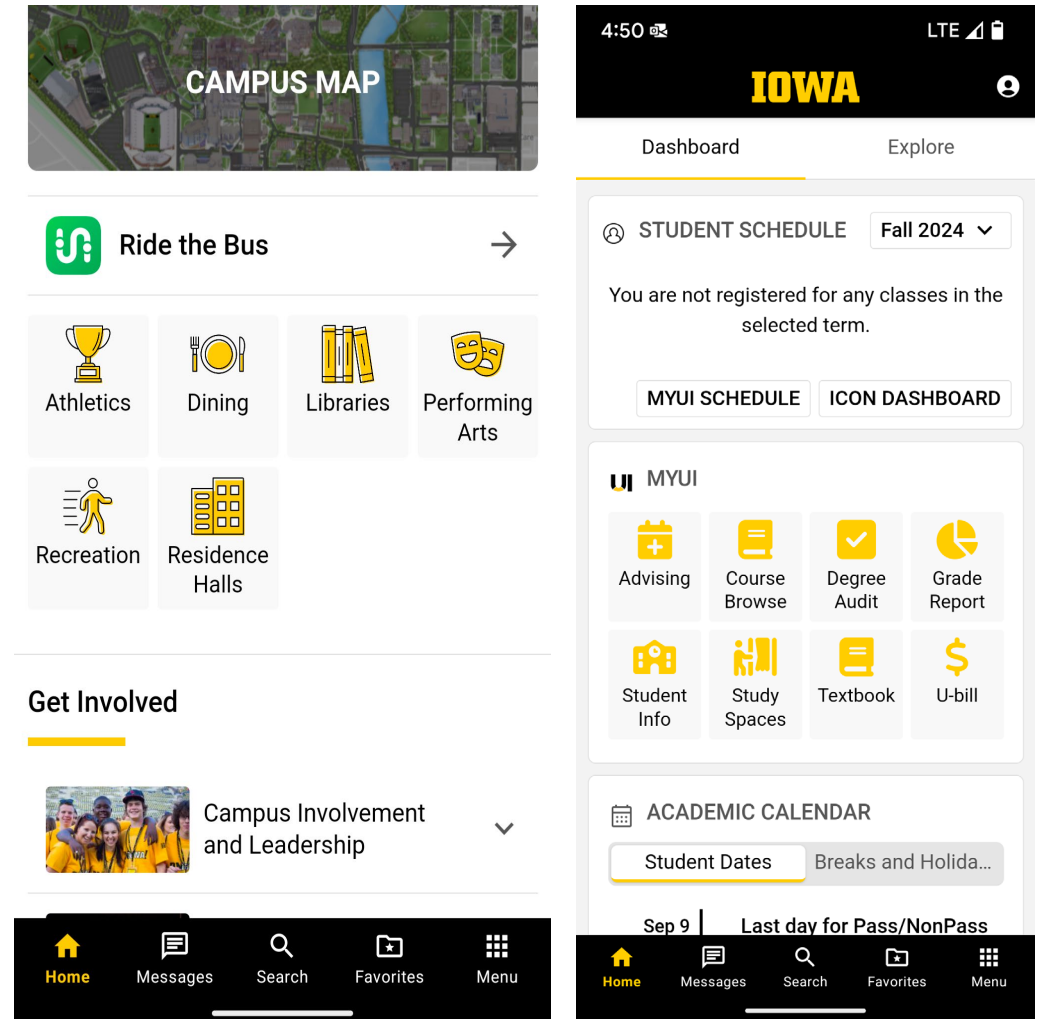 CAMPUS MAP
Ride the Bus
Athletics
Dining
Libraries
Performing
Arts
Recreation
Residence
Halls
Get Involved
Campus Involvement
and Leadership
Home
Messages
Search
Favorites
Menu
4:50
LTE
IOWA
Dashboard
Explore
STUDENT SCHEDULE
Fall 2024
You are not registered for any classes in the
selected term.
MYUI SCHEDULE
ICON DASHBOARD
UI MYUI
Advising
Course
Browse
Degree
Audit
Grade
Report
Student
Info
Study
Spaces
Textbook
U-bill
ACADEMIC CALENDAR
Student Dates
Breaks and Holida...
Sep 9
Last day for Pass/NonPass
Home
Messages
Search
Favorites
Menu